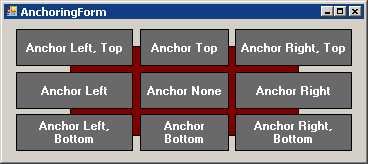 AnchoringForm
Anchor Left, Top
Anchor Top
Anchor Right, Top
Anchor Left
Anchor None
Anchor Right
Anchor Left,
Bottom
Anchor
Bottom
Anchor Right,
Bottom